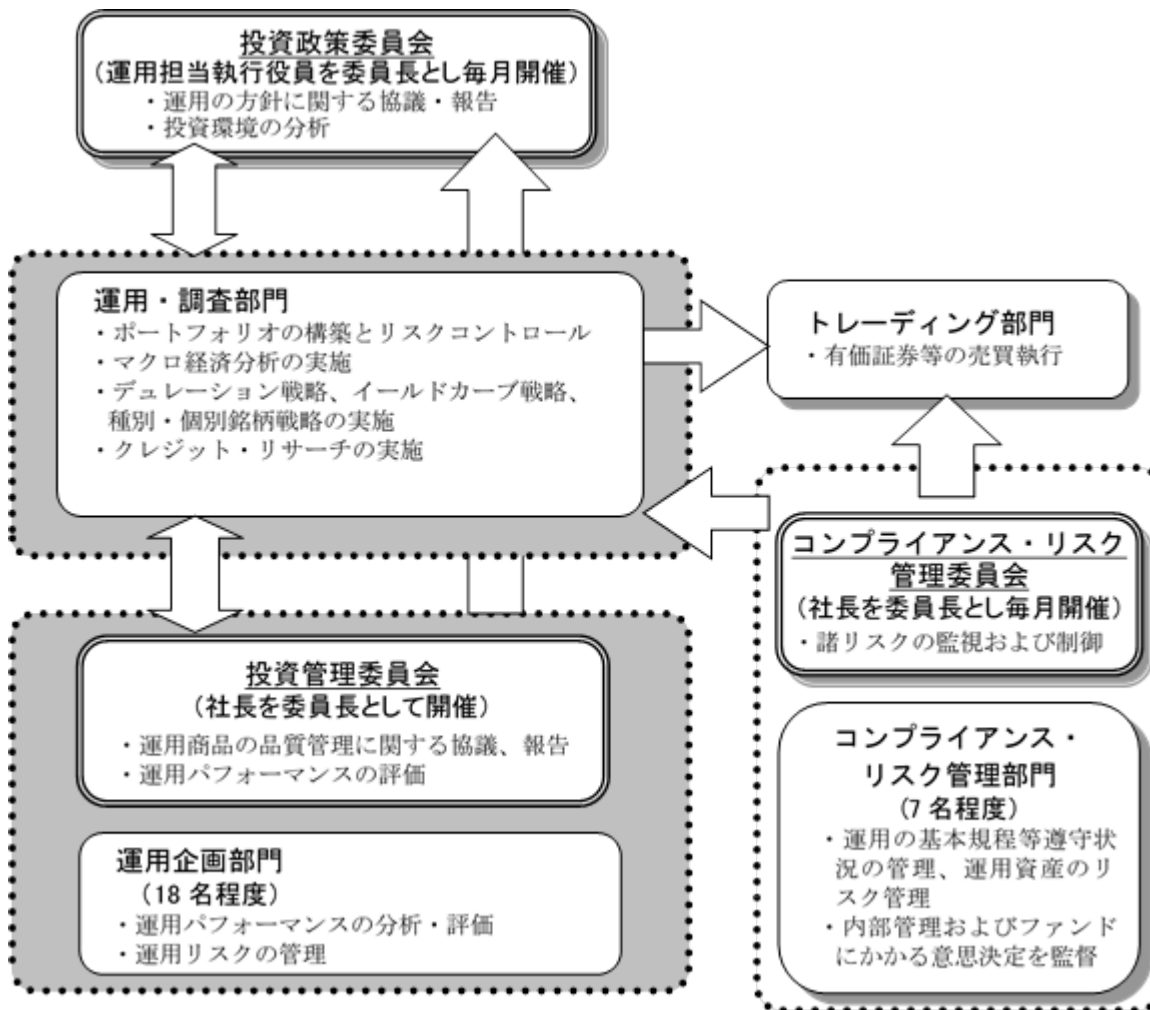 投資政策委員会
（運用担当執行役員を委員長とし毎月開催）
・運用の方針に関する協議・報告
・投資環境の分析
運用・調査部門
・ポートフォリオの構築とリスクコントロール
・マクロ経済分析の実施
・デュレーション戦略、イールドカーブ戦略、
種別・個別銘柄戦略の実施
・クレジット・リサーチの実施
トレーディング部門
・有価証券等の売買執行
コンプライアンス・リスク
管理委員会
（社長を委員長とし毎月開催）
・諸リスクの監視および制御
投資管理委員会
（社長を委員長として開催）
・運用商品の品質管理に関する協議、報告
・運用パフォーマンスの評価
運用企画部門
（18 名程度）
・運用パフォーマンスの分析・評価
・運用リスクの管理
コンプライアンス・
リスク管理部門
（7 名程度）
・運用の基本規程等遵守状
況の管理、運用資産のリ
スク管理
・内部管理およびファンド
にかかる意思決定を監督